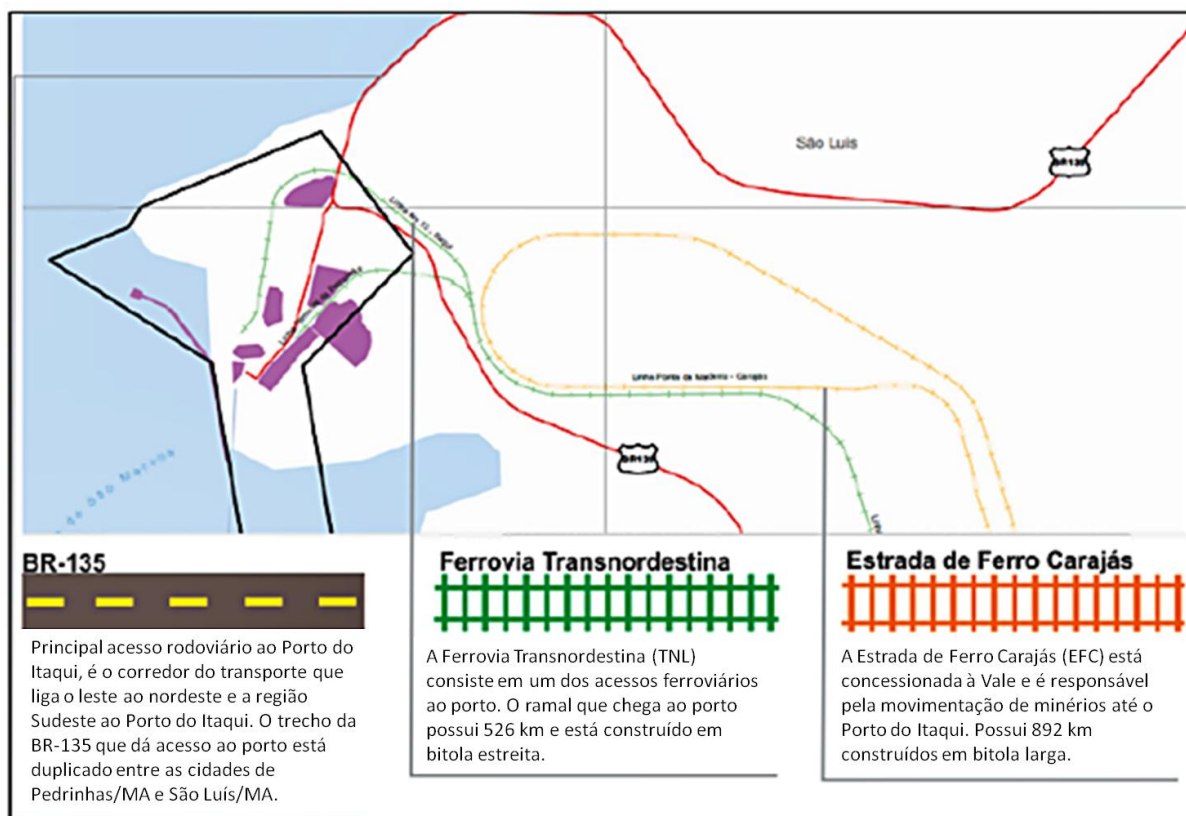 São Luís
BR135
Linha Ponta da Madeira - Carajás
BR135
de São Marcos
BR-135
Principal acesso rodoviário ao Porto do
Itaqui, é o corredor do transporte que
liga o leste ao nordeste e a região
Sudeste ao Porto do Itaqui. O trecho da
BR-135 que dá acesso ao porto está
duplicado entre as cidades de
Pedrinhas/MA e São Luís/MA.
Ferrovia Transnordestina
A Ferrovia Transnordestina (TNL)
consiste em um dos acessos ferroviários
ao porto. O ramal que chega ao porto
possui 526 km e está construído em
bitola estreita.
Estrada de Ferro Carajás
A Estrada de Ferro Carajás (EFC) está
concessionada à Vale e é responsável
pela movimentação de minérios até o
Porto do Itaqui. Possui 892 km
construídos em bitola larga.